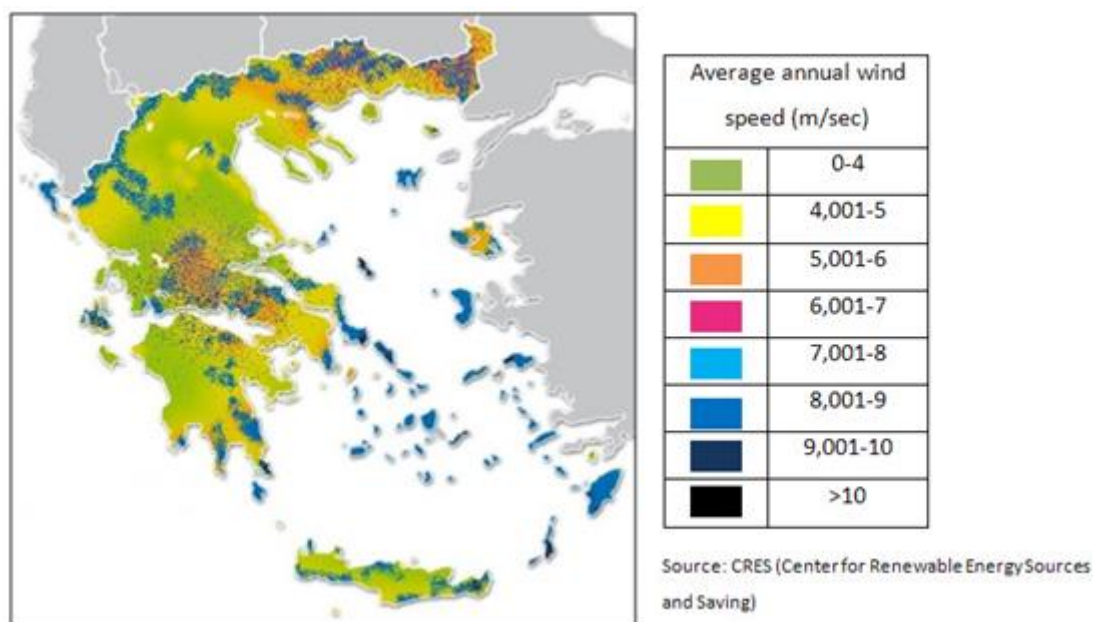 Average annual wind
speed (m/sec)
0-4
4,001-5
5,001-6
6,001-7
7,001-8
8,001-9
9,001-10
>10
Source: CRES (Center for Renewable Energy Sources
and Saving)